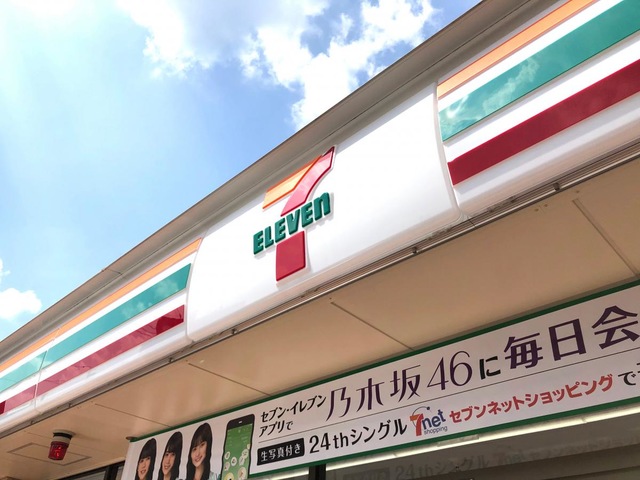 ELEVEN
セブン‐イレブン
アプリで
乃木坂46に毎日会
生写真付き 24thシングル 7net shopping セブンネットショッピングで